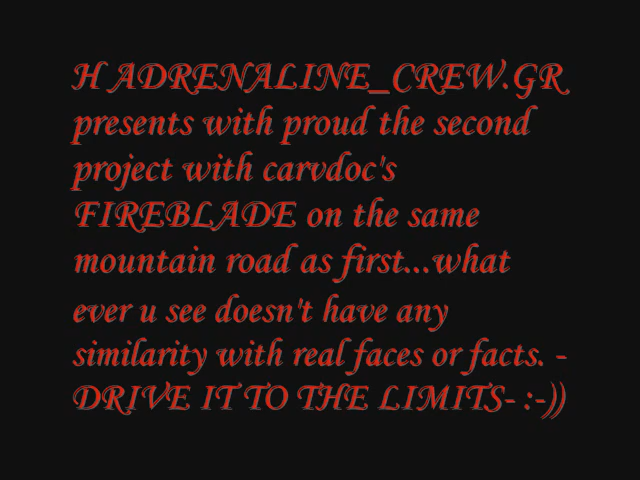 H ADRENALINE_CREW.GR
presents with proud the second
project with carvdoc's
FIREBLADE on the same
mountain road as first...what
ever u see doesn't have any
similarity with real faces or facts. -
DRIVE IT TO THE LIMITS- :-))